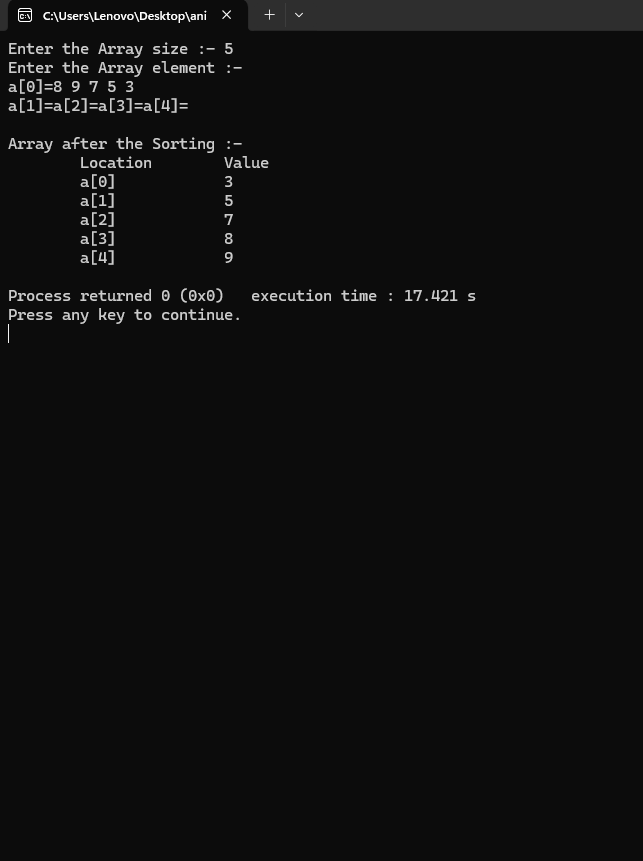 C:\Users\Lenovo\Desktop\ani
Enter the Array size :- 5
Enter the Array element :-
a[0]=8 9 7 5 3
a[1]=a[2]=a[3]=a[4]=
Array after the Sorting :-
Location Value
a[0] 3
a[1] 5
a[2] 7
a[3] 8
a[4] 9
Process returned 0 (0x0) execution time : 17.421 s
Press any key to continue.